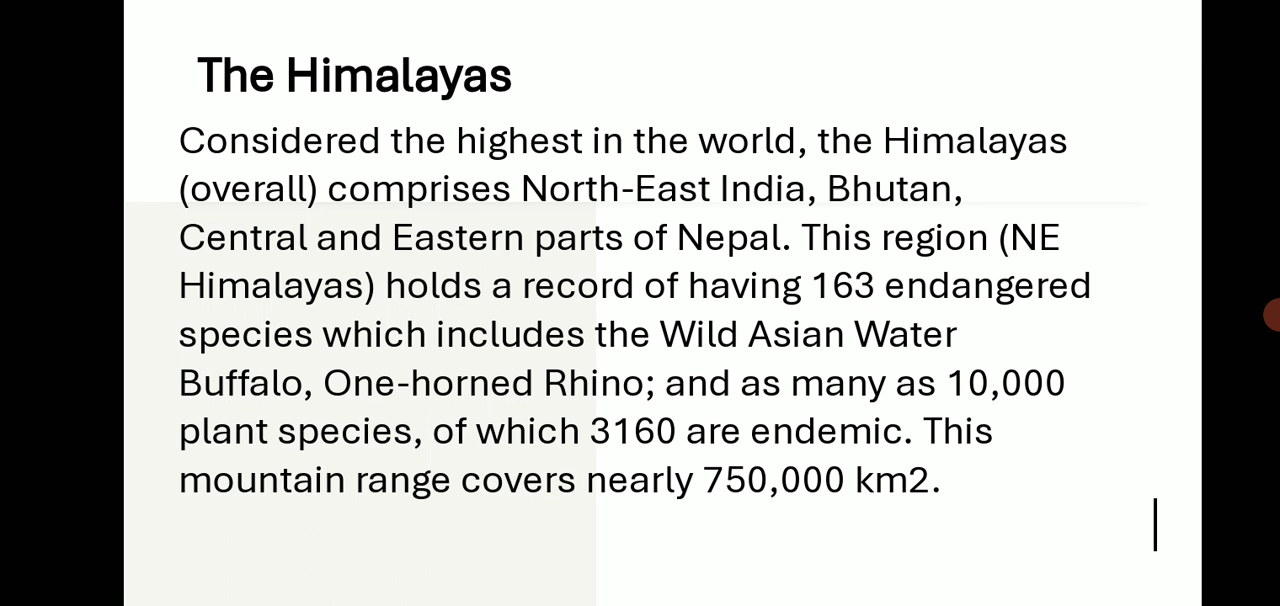 The Himalayas
Considered the highest in the world, the Himalayas
(overall) comprises North-East India, Bhutan,
Central and Eastern parts of Nepal. This region (NE
Himalayas) holds a record of having 163 endangered
species which includes the Wild Asian Water
Buffalo, One-horned Rhino; and as many as 10,000
plant species, of which 3160 are endemic. This
mountain range covers nearly 750,000 km2.